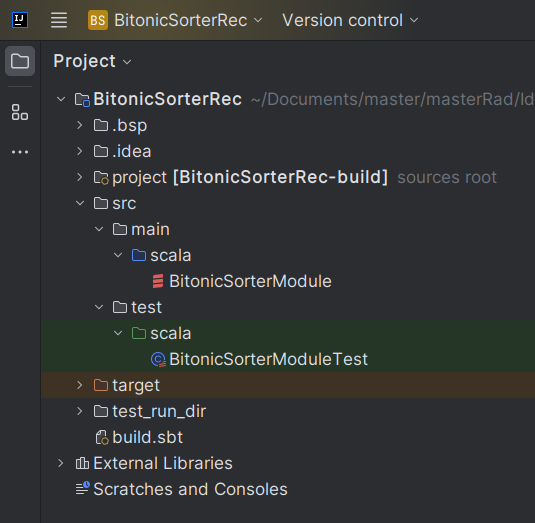 IJ BS BitonicSorterRec Version control
Project
BitonicSorterRec ~/Documents/master/masterRad/Id
.bsp
.idea
project [BitonicSorterRec-build] sources root
src
main
scala
BitonicSorterModule
test
scala
BitonicSorterModuleTest
target
test_run_dir
build.sbt
External Libraries
Scratches and Consoles